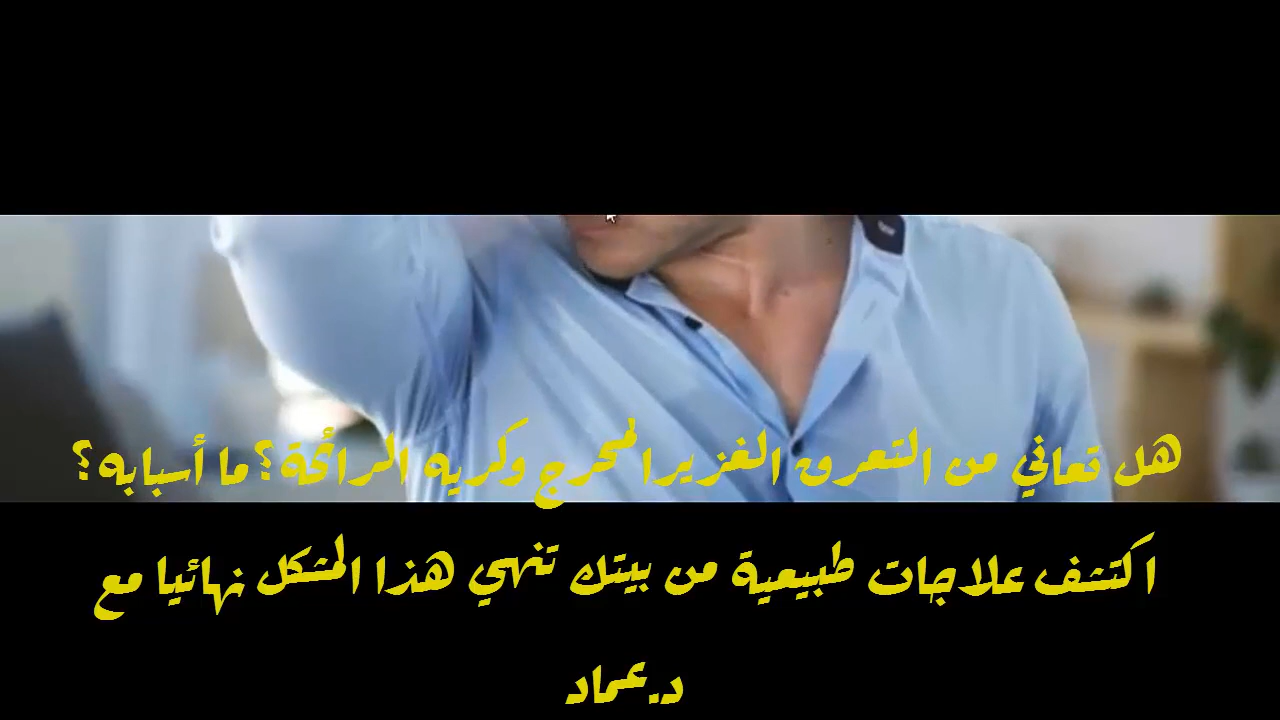 هل تعاني من التعرق الغزير المحرج وكريه الرائحة؟ ما أسبابه؟
اكتشف علاجات طبيعية من بيتك تنهي هذا المشكل نهائيا مع
د.عماد